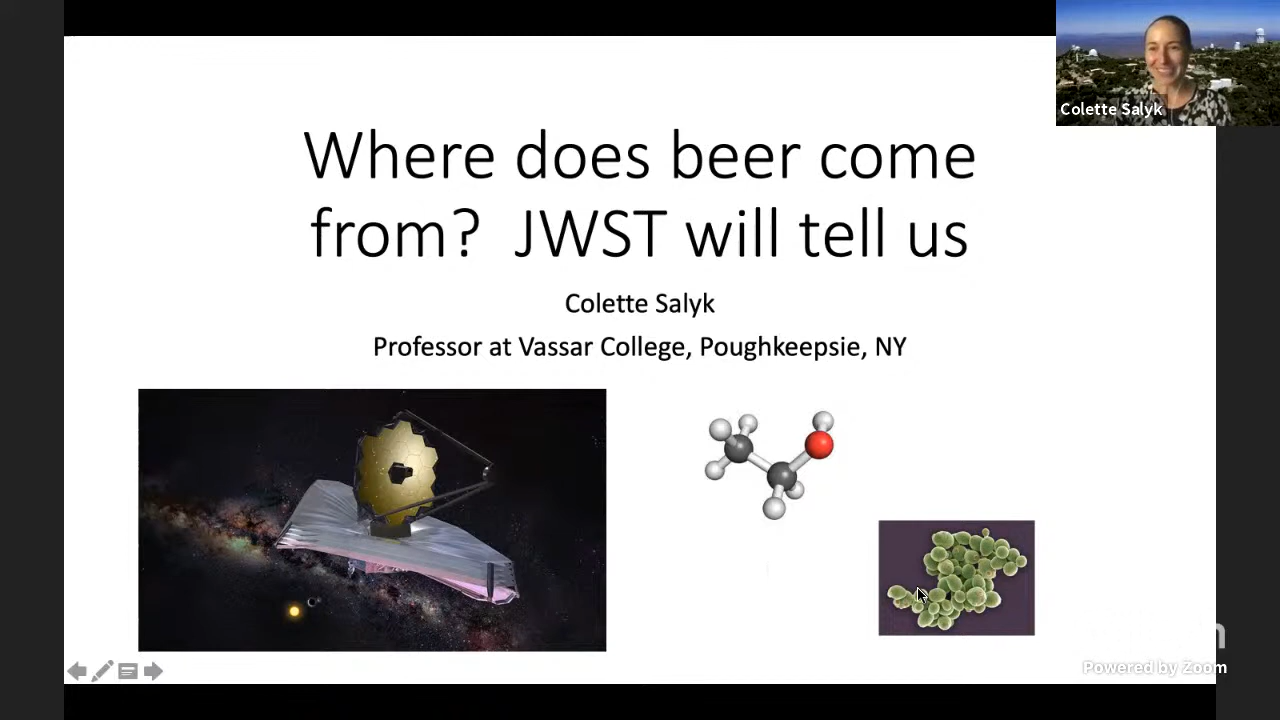 Where does beer come
from? JWST will tell us
Colette Salyk
Professor at Vassar College, Poughkeepsie, NY
Colette Salyk
Powered by Zoom